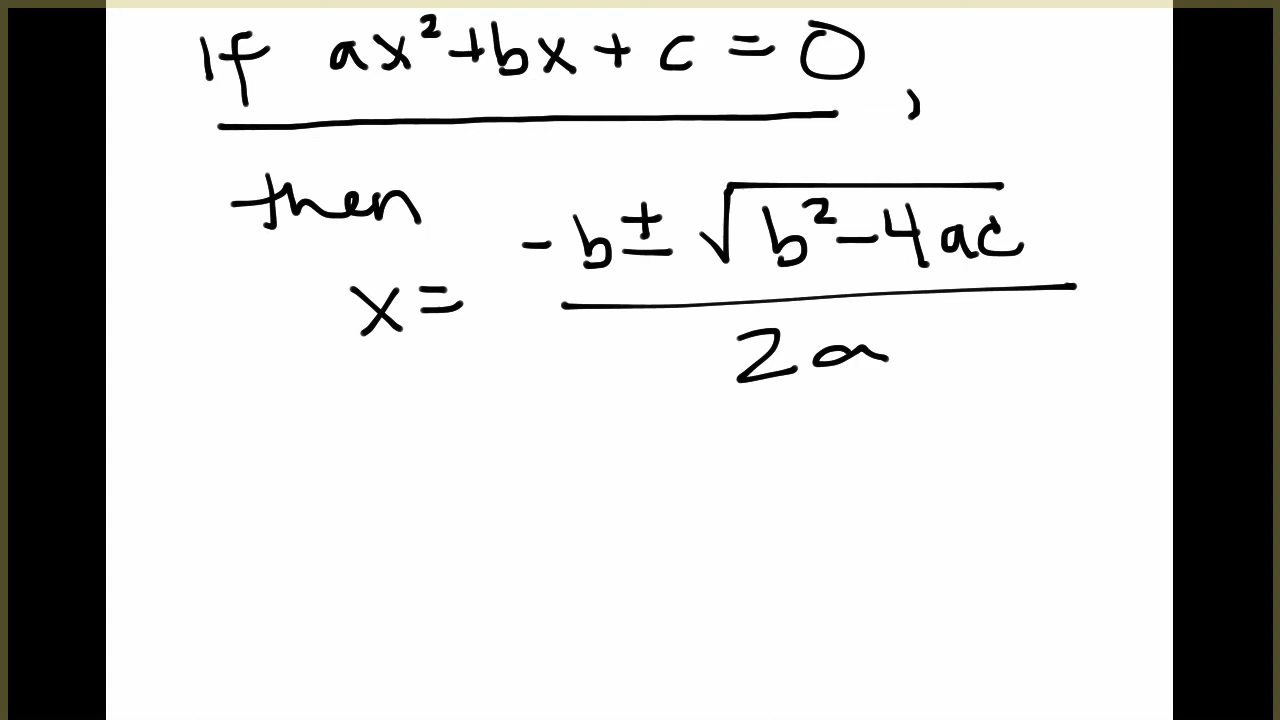 If ax²+bx + c = 0,
then
x = -b ± √(b²-4ac) / 2a